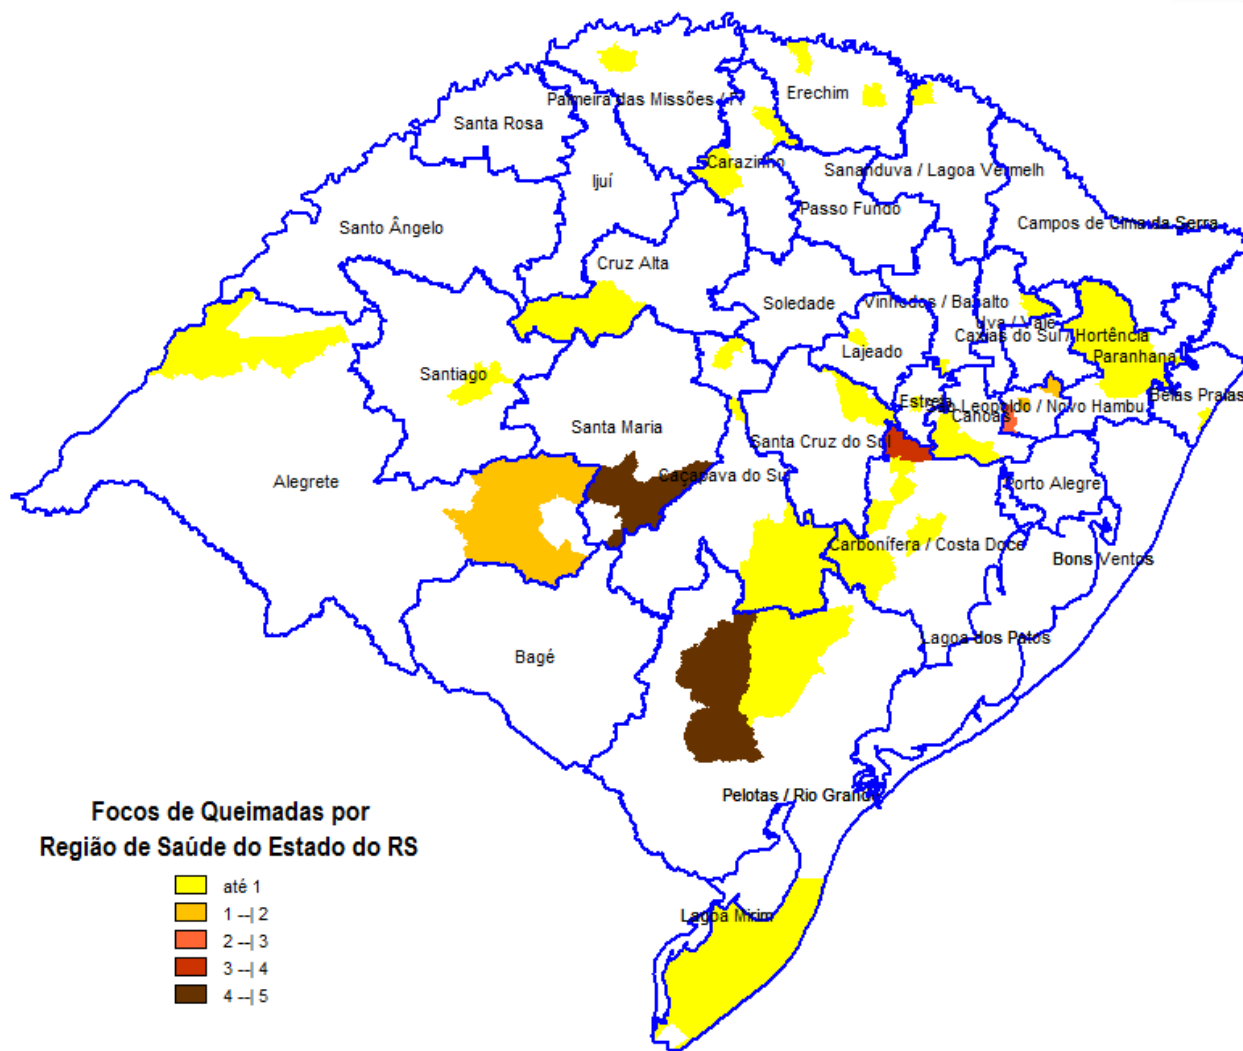 Palmeira das Missões / F
Erechim
Santa Rosa
Carazinho
Sananduva / Lagoa Vermelh
Ijuí
Passo Fundo
Santo Ângelo
Campos de Cima da Serra
Cruz Alta
Soledade
Vinhedos / Basalto
Uva / Vale
Caxias do Sul / Hortência
Lajeado
Paranhana
Santiago
Belas Praias
Estrela
São Leopoldo / Novo Hambu
Canoas
Santa Maria
Santa Cruz do Sul
Caçapava do Sul
Alegrete
Porto Alegre
Carbonífera / Costa Doce
Bons Ventos
Lagoa dos Patos
Bagé
Pelotas / Rio Grande
Lagoa Mirim
Focos de Queimadas por
Região de Saúde do Estado do RS
até 1
1 --| 2
2 --| 3
3 --| 4
4 --| 5